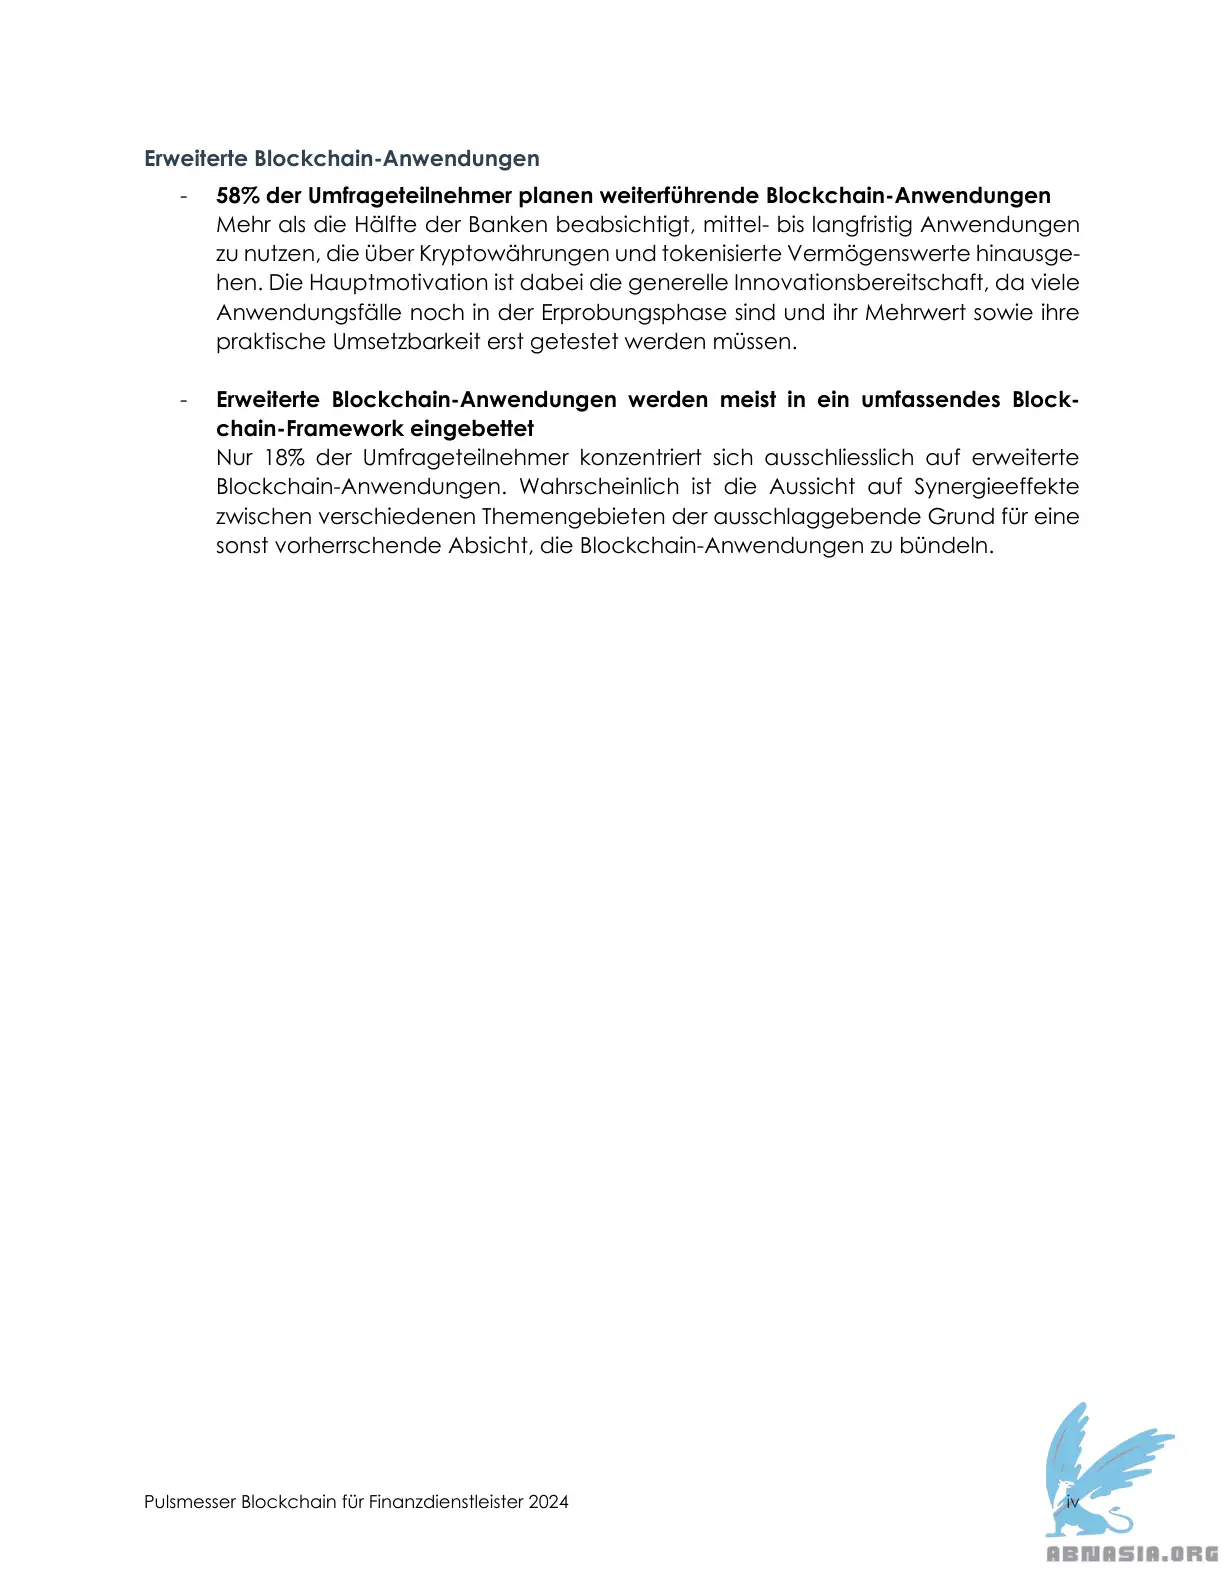 Erweiterte Blockchain-Anwendungen
- 58% der Umfrageteilnehmer planen weiterführende Blockchain-Anwendungen
Mehr als die Hälfte der Banken beabsichtigt, mittel- bis langfristig Anwendungen
zu nutzen, die über Kryptowährungen und tokenisierte Vermögenswerte hinausge-
hen. Die Hauptmotivation ist dabei die generelle Innovationsbereitschaft, da viele
Anwendungsfälle noch in der Erprobungsphase sind und ihr Mehrwert sowie ihre
praktische Umsetzbarkeit erst getestet werden müssen.
- Erweiterte Blockchain-Anwendungen werden meist in ein umfassendes Block-
chain-Framework eingebettet
Nur 18% der Umfrageteilnehmer konzentriert sich ausschliesslich auf erweiterte
Blockchain-Anwendungen. Wahrscheinlich ist die Aussicht auf Synergieeffekte
zwischen verschiedenen Themengebieten der ausschlaggebende Grund für eine
sonst vorherrschende Absicht, die Blockchain-Anwendungen zu bündeln.
Pulsmesser Blockchain für Finanzdienstleister 2024
iv
ABNASIA.ORG